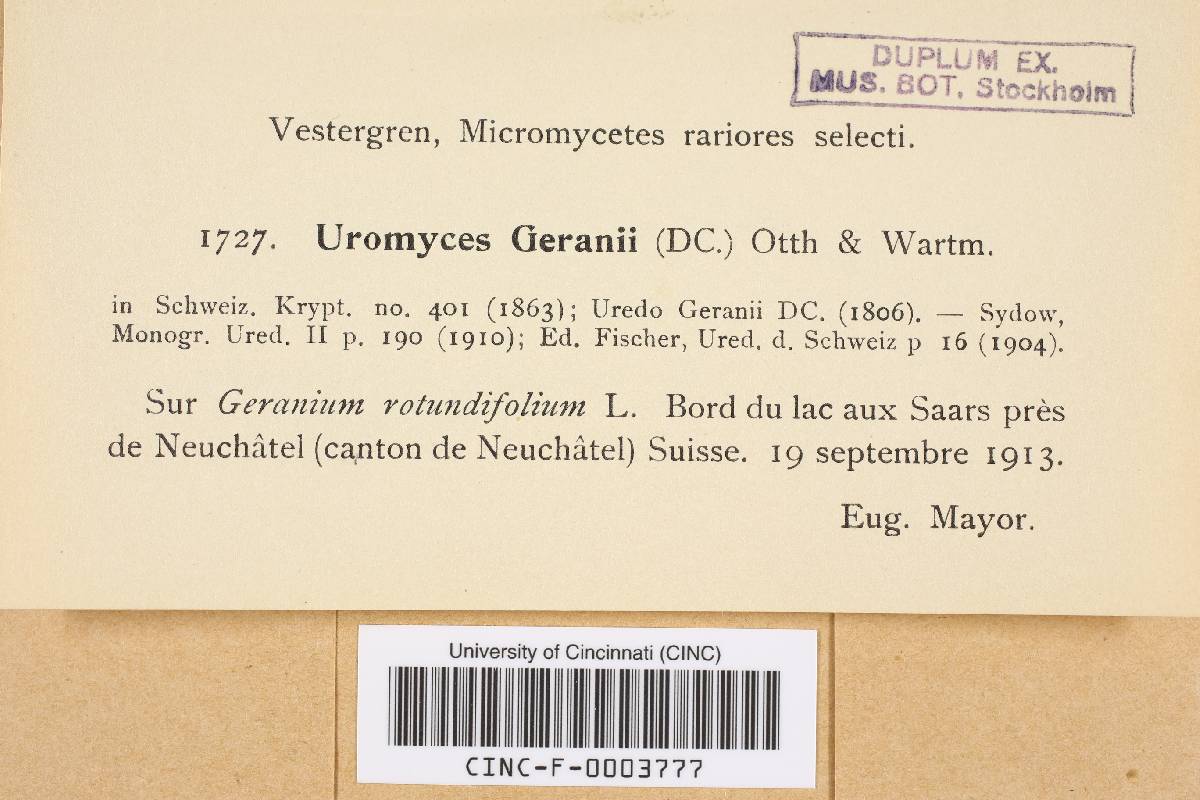 DUPLUM EX.
MUS. BOT. Stockholm
Vestergren, Micromycetes rariores selecti.
1727. Uromyces Geranii (DC.) Otth & Wartm.
in Schweiz. Krypt. no. 401 (1863); Uredo Geranii DC. (1806). — Sydow,
Monogr. Ured. II p. 190 (1910); Ed. Fischer, Ured. d. Schweiz p 16 (1904).
Sur Geranium rotundifolium L. Bord du lac aux Saars près
de Neuchâtel (canton de Neuchâtel) Suisse. 19 septembre 1913.
Eug. Mayor.
University of Cincinnati (CINC)
CINC-F-0003777